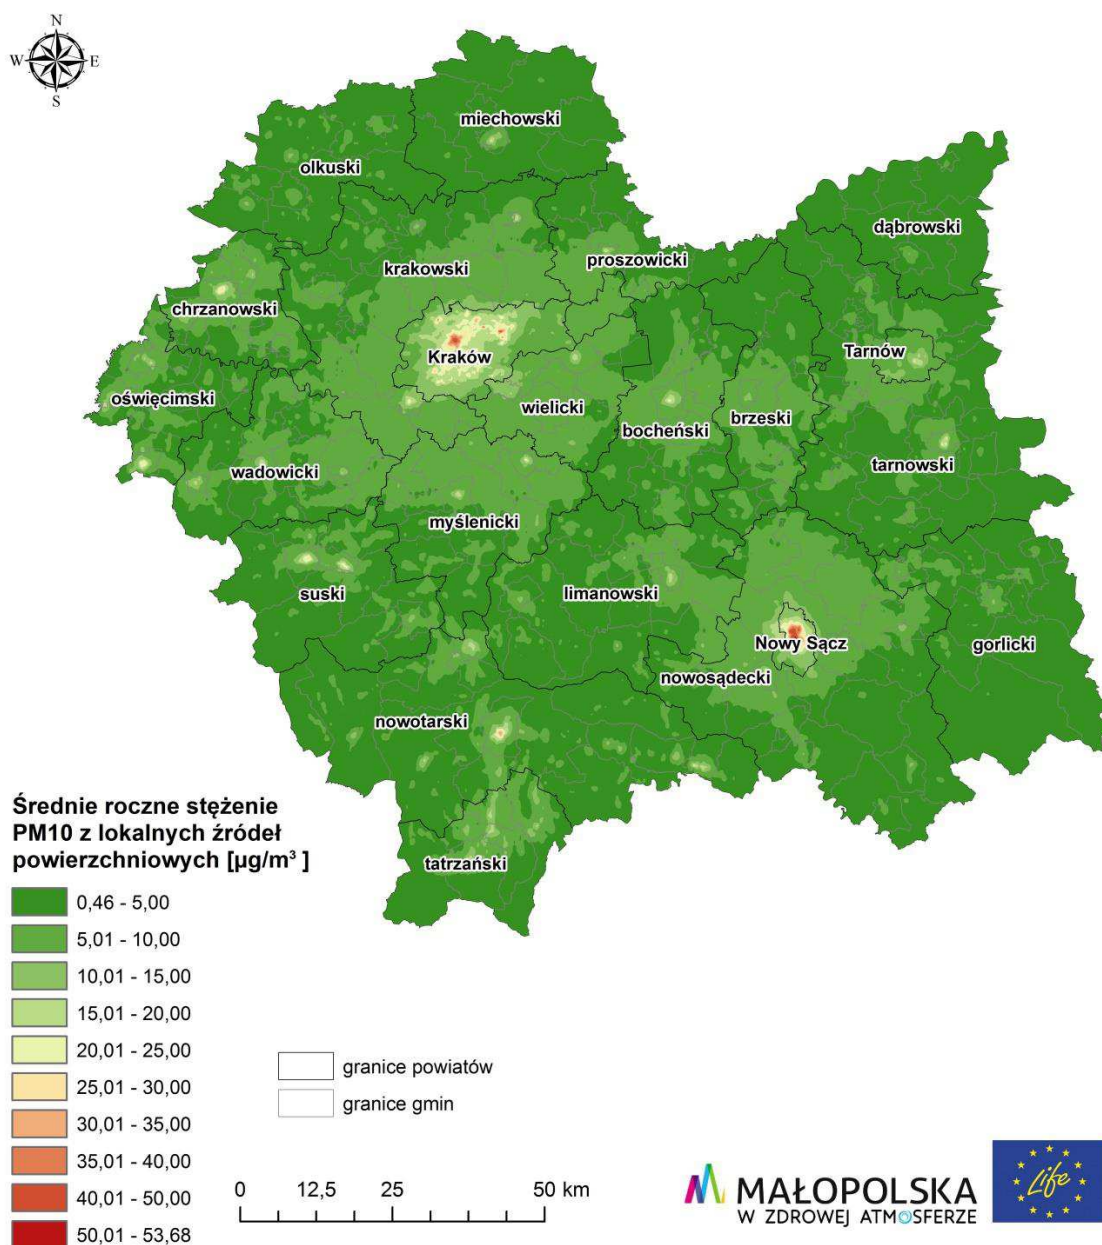 N
W
E
S
miechowski
olkuski
dąbrowski
krakowski
proszowicki
chrzanowski
Kraków
Tarnów
oświęcimski
wielicki
bocheński
brzeski
wadowicki
tarnowski
myślenicki
suski
limanowski
Nowy Sącz
gorlicki
nowosądecki
nowotarski
tatrzański
Średnie roczne stężenie
PM10 z lokalnych źródeł
powierzchniowych [µg/m³ ]
0,46 - 5,00
5,01 - 10,00
10,01 - 15,00
15,01 - 20,00
20,01 - 25,00
25,01 - 30,00
30,01 - 35,00
35,01 - 40,00
40,01 - 50,00
50,01 - 53,68
granice powiatów
granice gmin
0 12,5 25 50 km
MAŁOPOLSKA
W ZDROWEJ ATMOSFERZE
Life